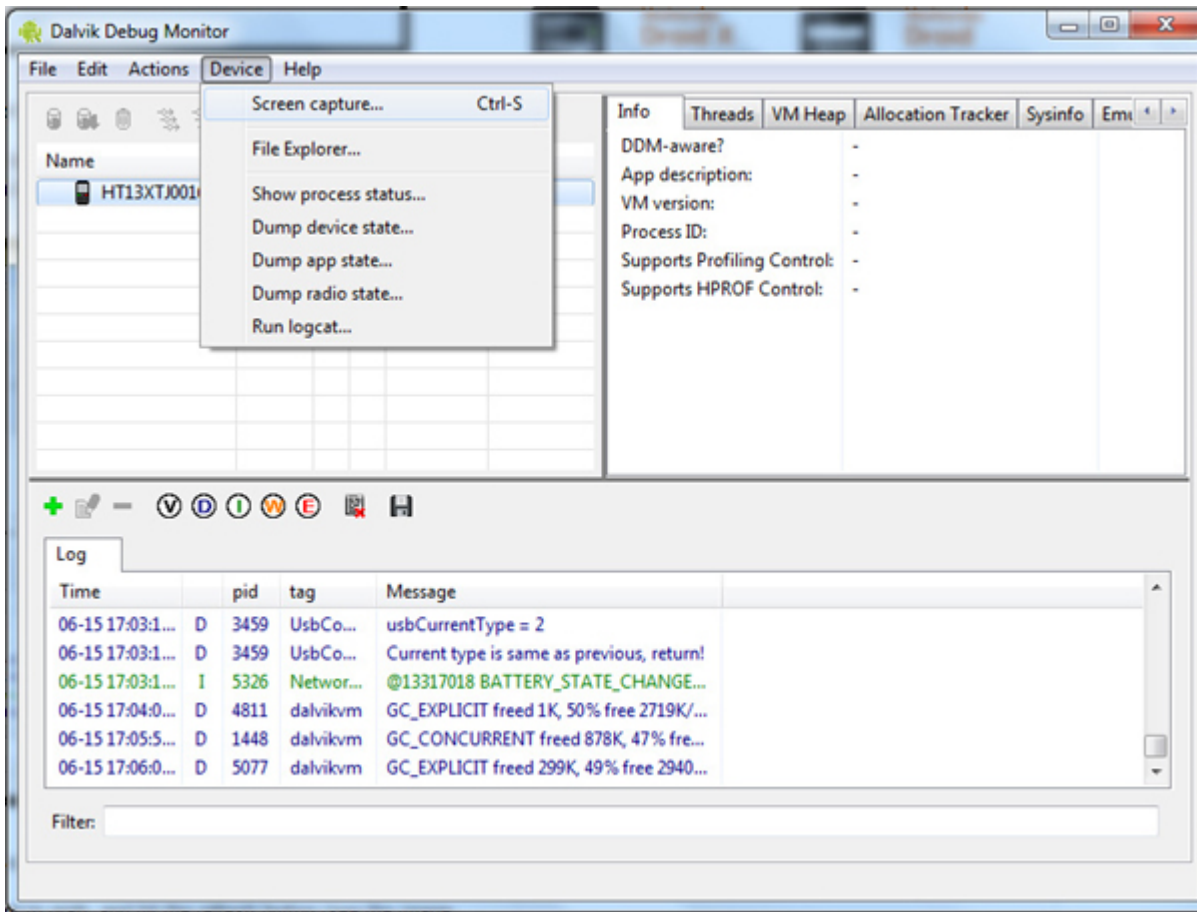 Dalvik Debug Monitor
File Edit Actions Device Help
Screen capture... Ctrl-S
File Explorer...
Show process status...
Dump device state...
Dump app state...
Dump radio state...
Run logcat...
Name
HT13XTJ001
Info Threads VM Heap Allocation Tracker Sysinfo Emu
DDM-aware? -
App description: -
VM version: -
Process ID: -
Supports Profiling Control: -
Supports HPROF Control: -
V D I W E
Log
Time pid tag Message
06-15 17:03:1... D 3459 UsbCo... usbCurrentType = 2
06-15 17:03:1... D 3459 UsbCo... Current type is same as previous, return!
06-15 17:03:1... I 5326 Networ... @13317018 BATTERY_STATE_CHANGE...
06-15 17:04:0... D 4811 dalvikvm GC_EXPLICIT freed 1K, 50% free 2719K/...
06-15 17:05:5... D 1448 dalvikvm GC_CONCURRENT freed 878K, 47% fre...
06-15 17:06:0... D 5077 dalvikvm GC_EXPLICIT freed 299K, 49% free 2940...
Filter: